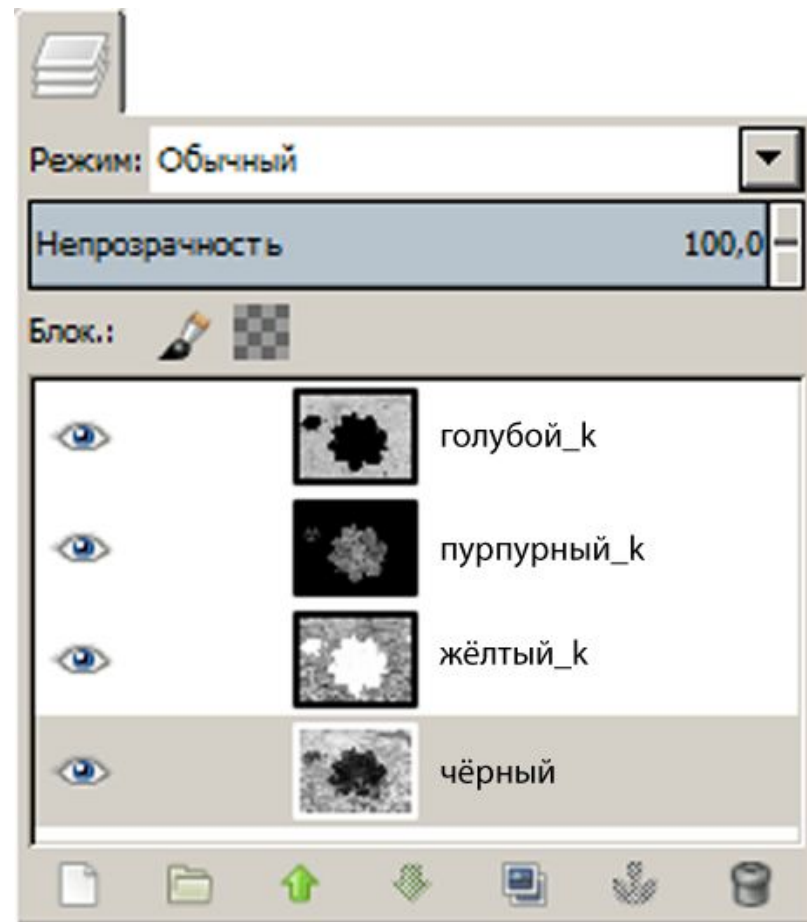 Режим: Обычный
Непрозрачность 100,0
Блок.:
голубой_k
пурпурный_k
жёлтый_k
чёрный